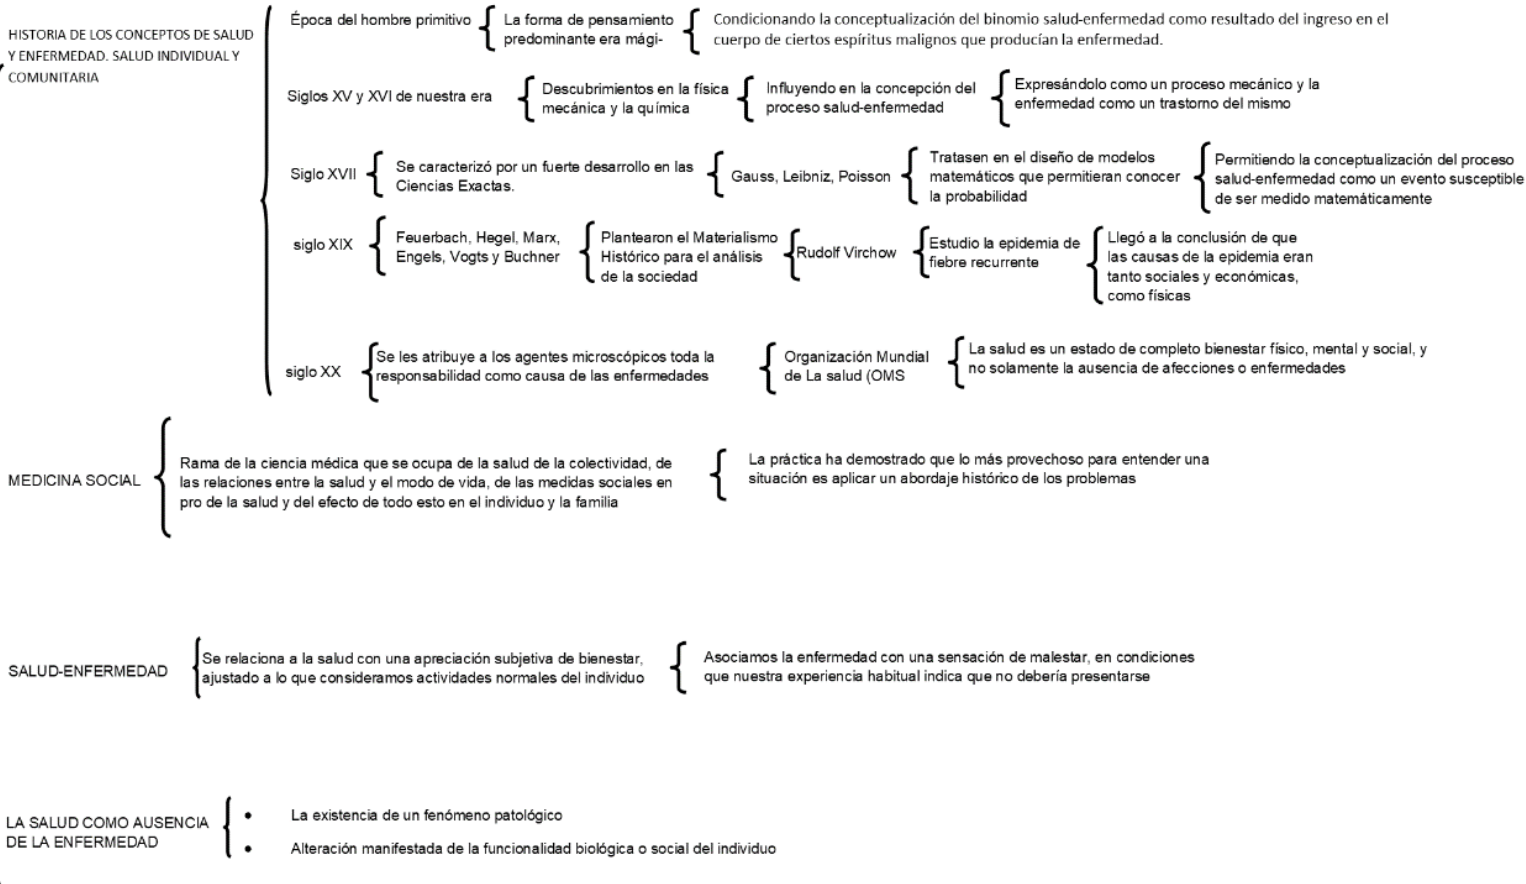 HISTORIA DE LOS CONCEPTOS DE SALUD
Y ENFERMEDAD. SALUD INDIVIDUAL Y
COMUNITARIA
Época del hombre primitivo
La forma de pensamiento
predominante era mági-
Condicionando la conceptualización del binomio salud-enfermedad como resultado del ingreso en el
cuerpo de ciertos espíritus malignos que producían la enfermedad.
Siglos XV y XVI de nuestra era
Descubrimientos en la física
mecánica y la química
Influyendo en la concepción del
proceso salud-enfermedad
Expresándolo como un proceso mecánico y la
enfermedad como un trastorno del mismo
Siglo XVII
Se caracterizó por un fuerte desarrollo en las
Ciencias Exactas.
Gauss, Leibniz, Poisson
Tratasen en el diseño de modelos
matemáticos que permitieran conocer
la probabilidad
Permitiendo la conceptualización del proceso
salud-enfermedad como un evento susceptible
de ser medido matemáticamente
siglo XIX
Feuerbach, Hegel, Marx,
Engels, Vogts y Buchner
Plantearon el Materialismo
Histórico para el análisis
de la sociedad
Rudolf Virchow
Estudio la epidemia de
fiebre recurrente
Llegó a la conclusión de que
las causas de la epidemia eran
tanto sociales y económicas,
como físicas
siglo XX
Se les atribuye a los agentes microscópicos toda la
responsabilidad como causa de las enfermedades
Organización Mundial
de La salud (OMS
La salud es un estado de completo bienestar físico, mental y social, y
no solamente la ausencia de afecciones o enfermedades
MEDICINA SOCIAL
Rama de la ciencia médica que se ocupa de la salud de la colectividad, de
las relaciones entre la salud y el modo de vida, de las medidas sociales en
pro de la salud y del efecto de todo esto en el individuo y la familia
La práctica ha demostrado que lo más provechoso para entender una
situación es aplicar un abordaje histórico de los problemas
SALUD-ENFERMEDAD
Se relaciona a la salud con una apreciación subjetiva de bienestar,
ajustado a lo que consideramos actividades normales del individuo
Asociamos la enfermedad con una sensación de malestar, en condiciones
que nuestra experiencia habitual indica que no debería presentarse
LA SALUD COMO AUSENCIA
DE LA ENFERMEDAD
• La existencia de un fenómeno patológico
• Alteración manifestada de la funcionalidad biológica o social del individuo